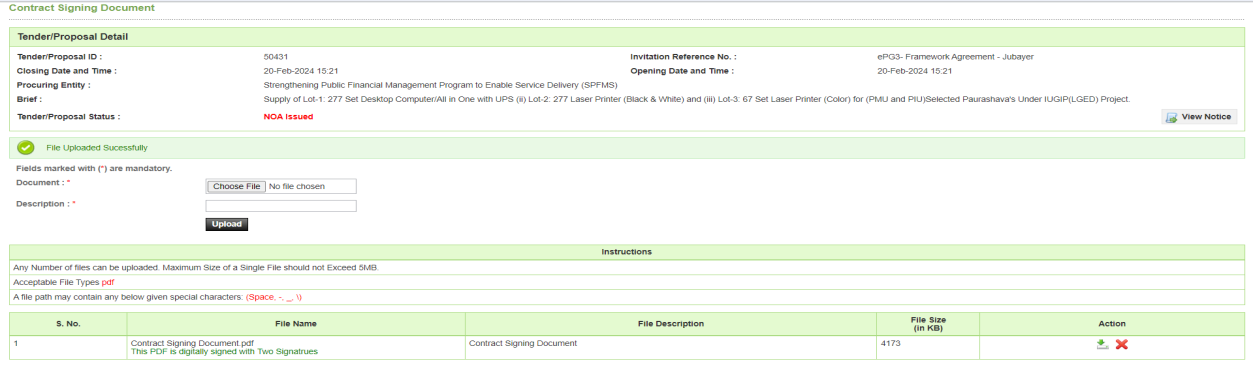 Contract Signing Document
Tender/Proposal Detail
Tender/Proposal ID : 50431 Invitation Reference No. : ePG3- Framework Agreement - Jubayer
Closing Date and Time : 20-Feb-2024 15:21 Opening Date and Time : 20-Feb-2024 15:21
Procuring Entity : Strengthening Public Financial Management Program to Enable Service Delivery (SPFMS)
Brief : Supply of Lot-1: 277 Set Desktop Computer/All in One with UPS (ii) Lot-2: 277 Laser Printer (Black & White) and (iii) Lot-3: 67 Set Laser Printer (Color) for (PMU and PIU)Selected Paurashava's Under IUGIP(LGED) Project.
Tender/Proposal Status : NOA Issued View Notice
File Uploaded Sucessfully
Fields marked with (*) are mandatory.
Document : * Choose File No file chosen
Description : *
Upload
Instructions
Any Number of files can be uploaded. Maximum Size of a Single File should not Exceed 5MB.
Acceptable File Types pdf
A file path may contain any below given special characters: (Space, -, _, \)
S. No. File Name File Description File Size (in KB) Action
1 Contract Signing Document.pdf Contract Signing Document 4173
This PDF is digitally signed with Two Signatrues